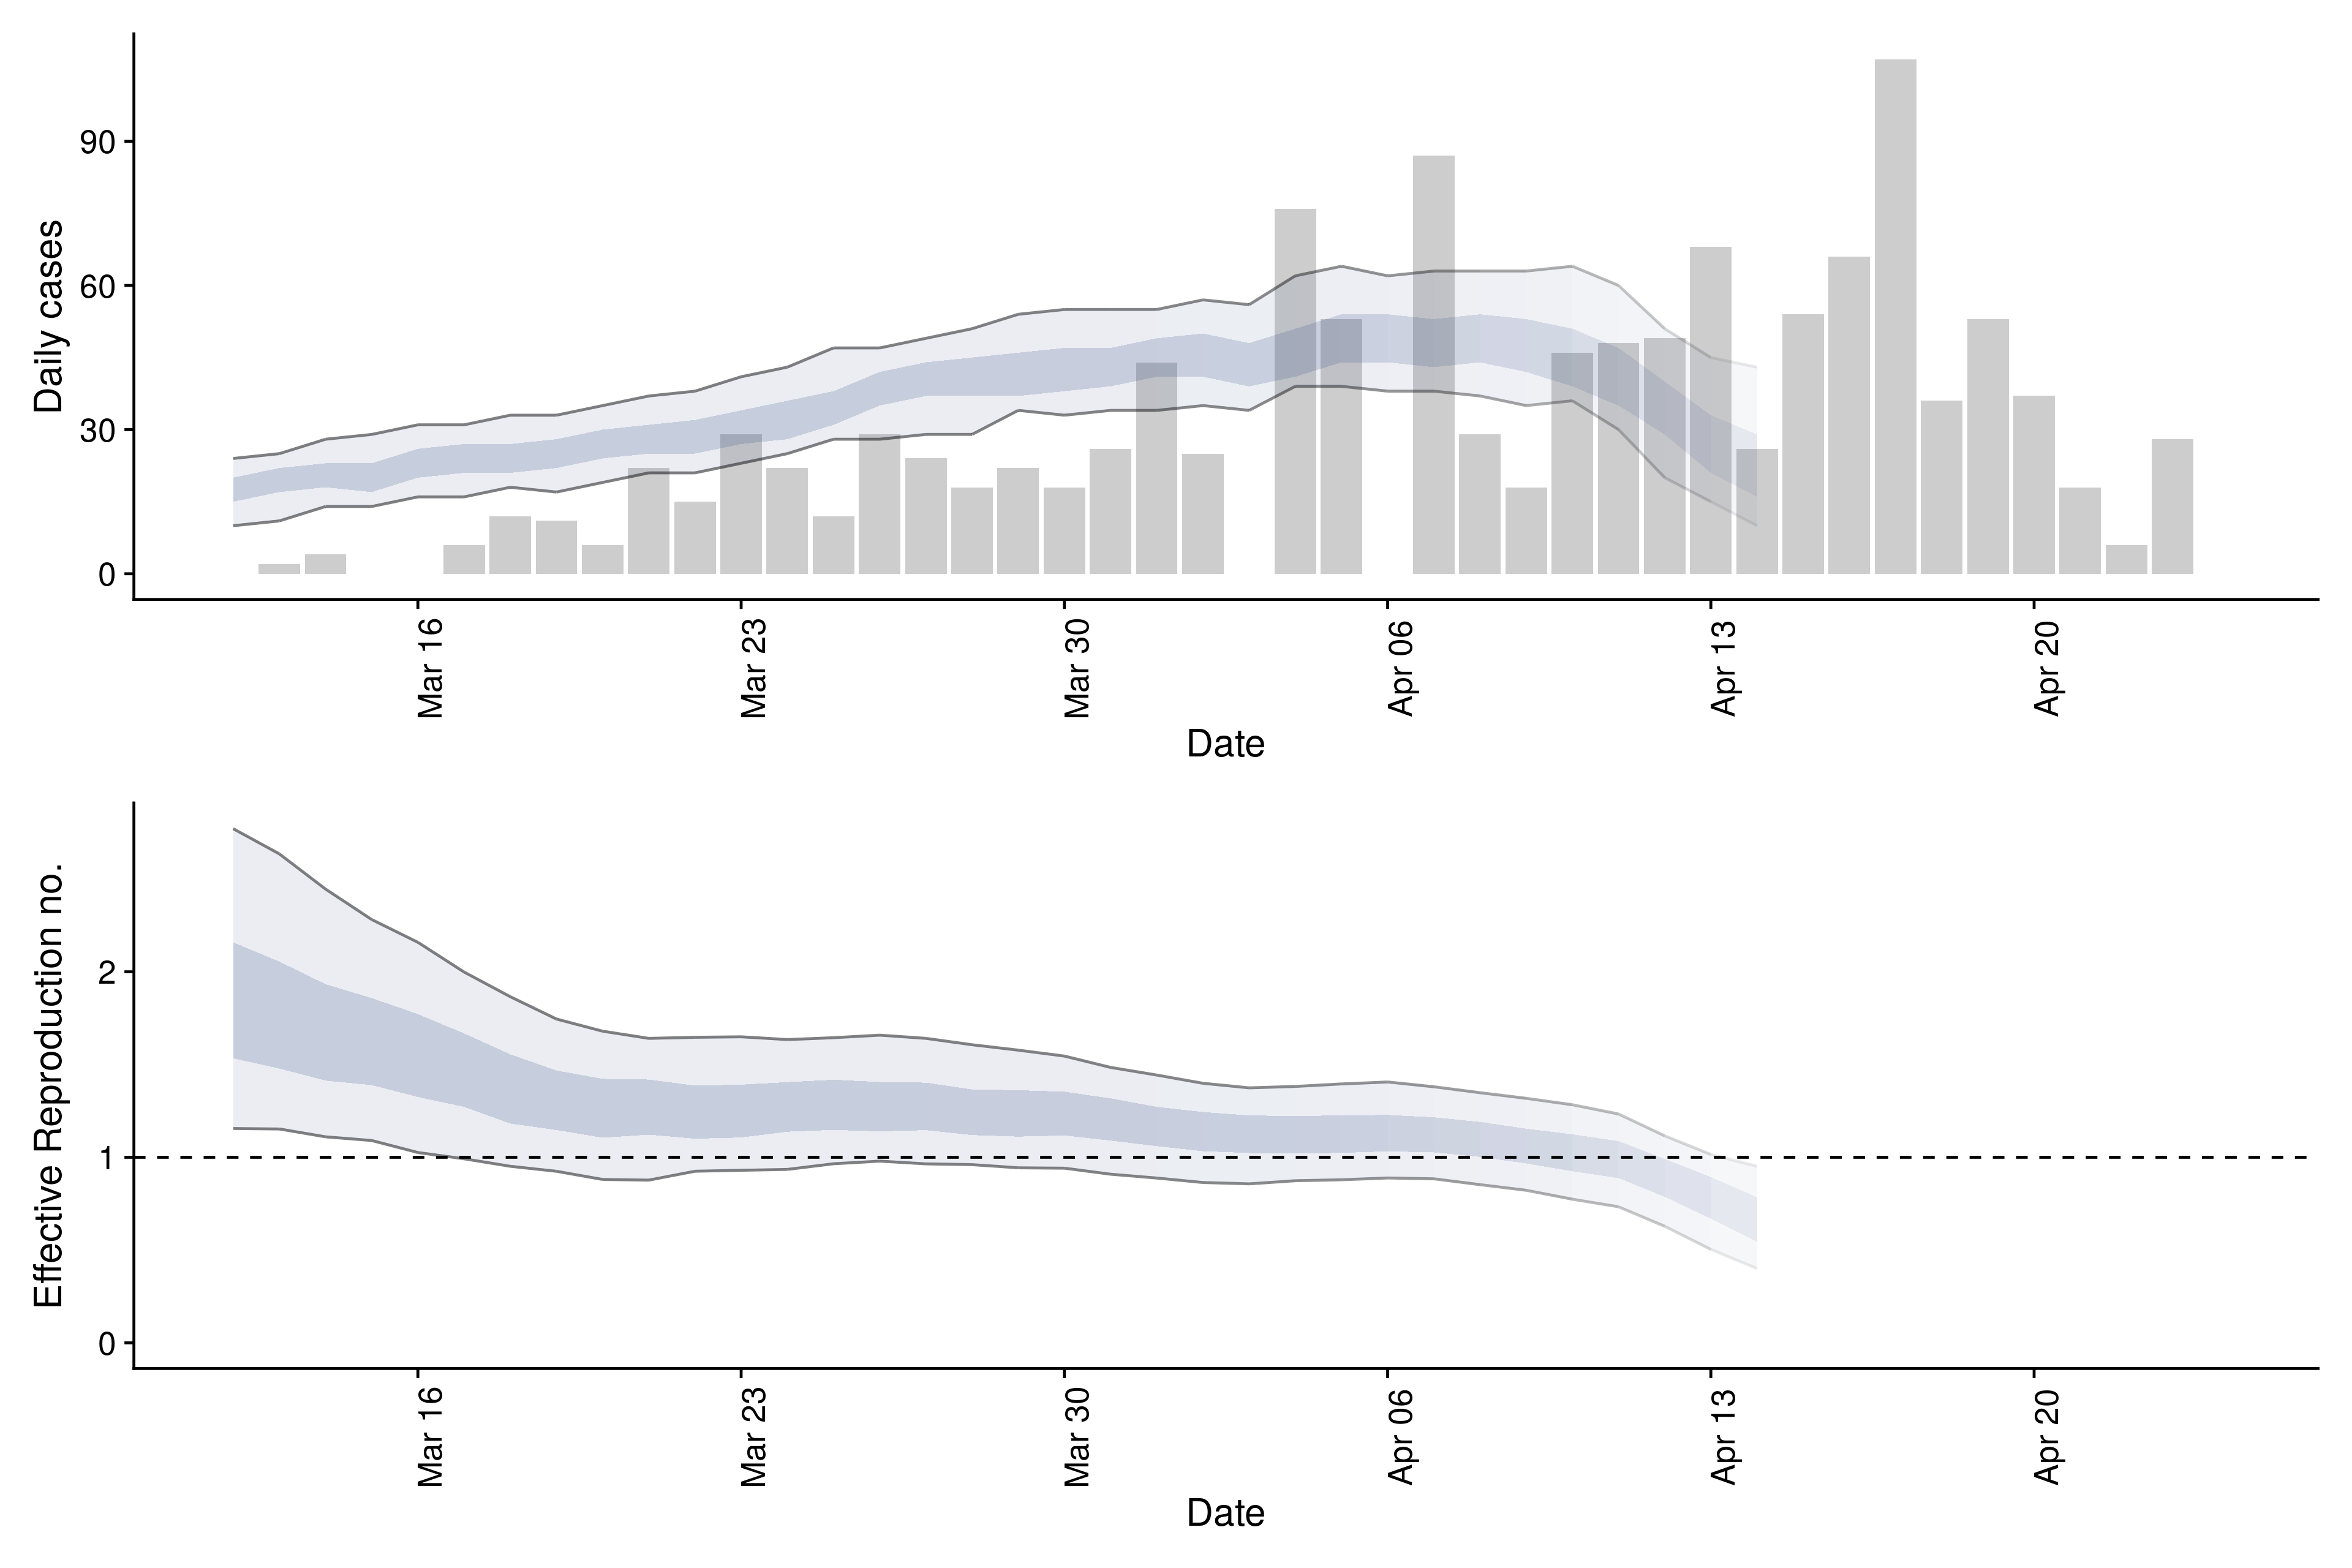 Daily cases
90
60
30
0
Mar 16
Mar 23
Mar 30
Apr 06
Apr 13
Apr 20
Date
Effective Reproduction no.
2
1
0
Mar 16
Mar 23
Mar 30
Apr 06
Apr 13
Apr 20
Date